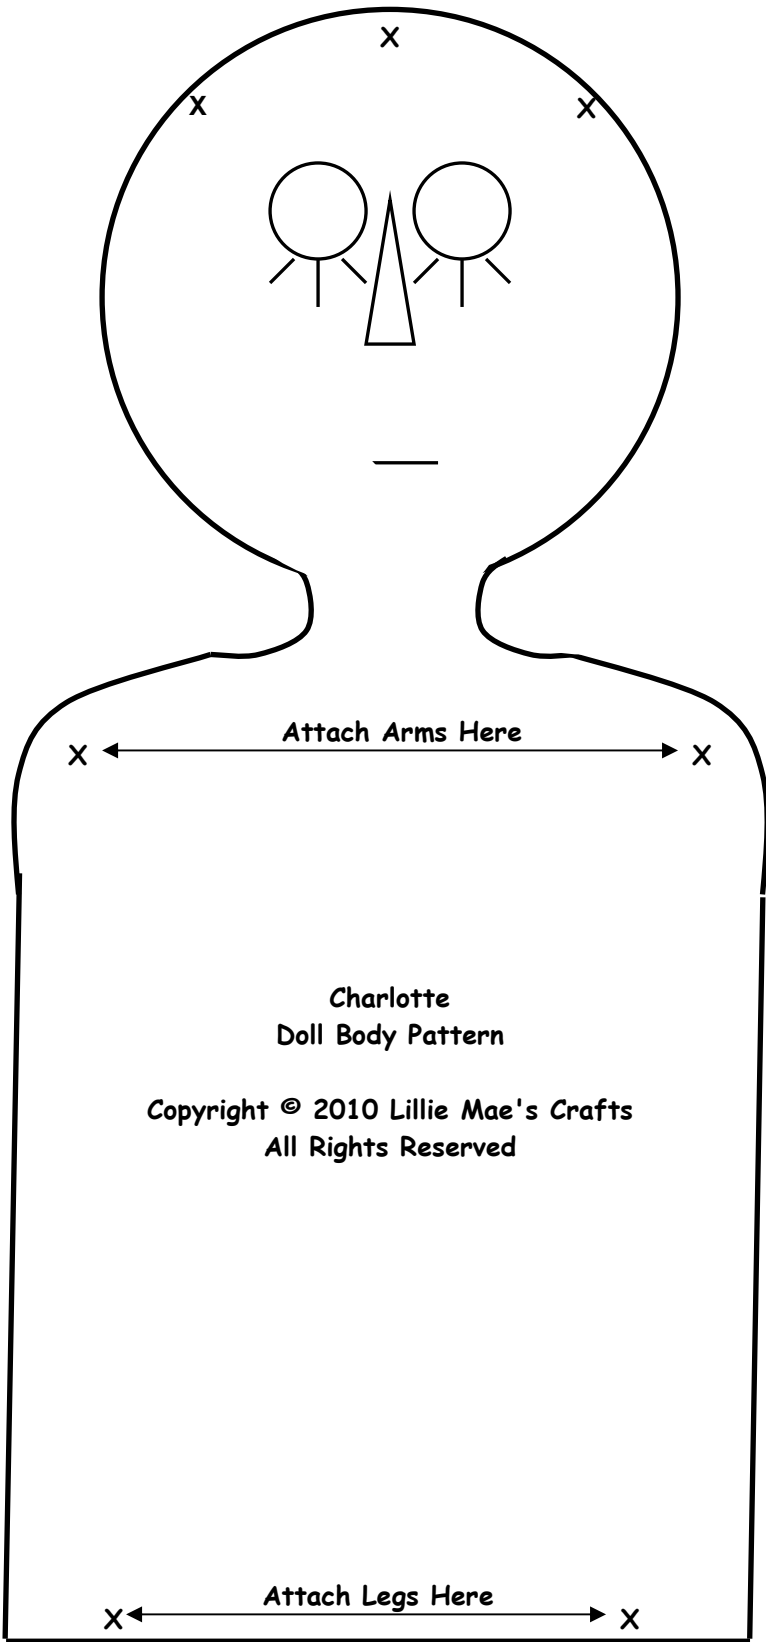 X
X X
Attach Arms Here
X X
Charlotte
Doll Body Pattern
Copyright © 2010 Lillie Mae's Crafts
All Rights Reserved
Attach Legs Here
X X